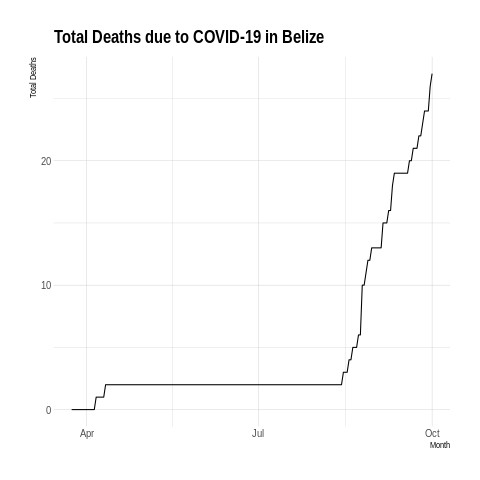 Total Deaths due to COVID-19 in Belize
Total Deaths
20
10
0
Apr
Jul
Oct
Month